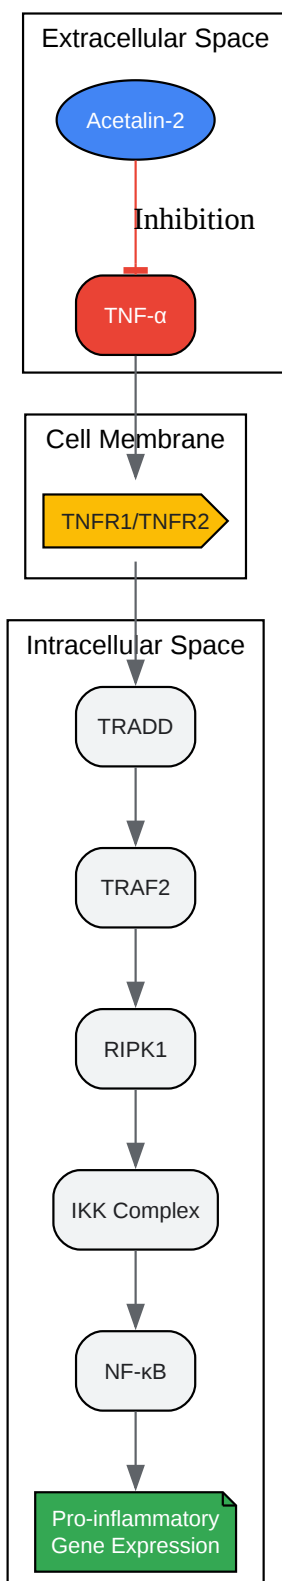 Extracellular Space
Acetalin-2
Inhibition
TNF-α
Cell Membrane
TNFR1/TNFR2
Intracellular Space
TRADD
TRAF2
RIPK1
IKK Complex
NF-κB
Pro-inflammatory
Gene Expression